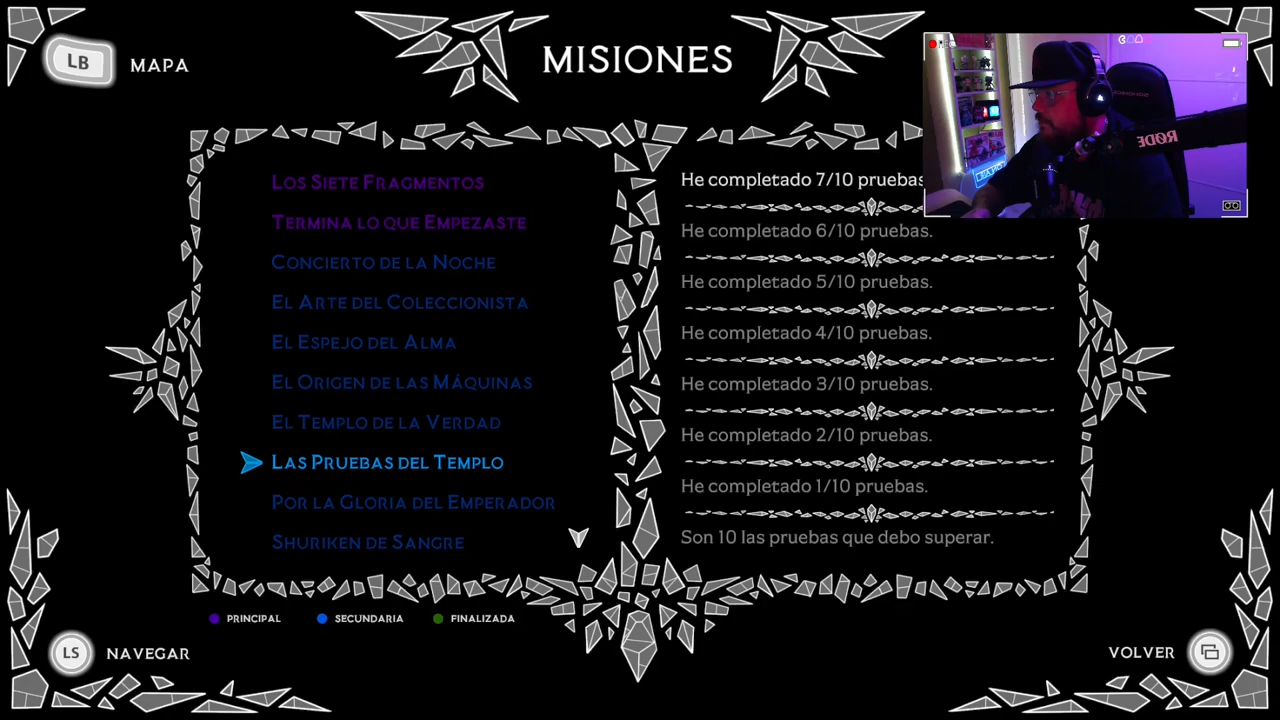 LB MAPA
MISIONES
LOS SIETE FRAGMENTOS
TERMINA LO QUE EMPEZASTE
CONCIERTO DE LA NOCHE
EL ARTE DEL COLECCIONISTA
EL ESPEJO DEL ALMA
EL ORIGEN DE LAS MÁQUINAS
EL TEMPLO DE LA VERDAD
LAS PRUEBAS DEL TEMPLO
POR LA GLORIA DEL EMPERADOR
SHURIKEN DE SANGRE
He completado 7/10 pruebas
He completado 6/10 pruebas.
He completado 5/10 pruebas.
He completado 4/10 pruebas.
He completado 3/10 pruebas.
He completado 2/10 pruebas.
He completado 1/10 pruebas.
Son 10 las pruebas que debo superar.
RØDE
PRINCIPAL
SECUNDARIA
FINALIZADA
LS NAVEGAR
VOLVER